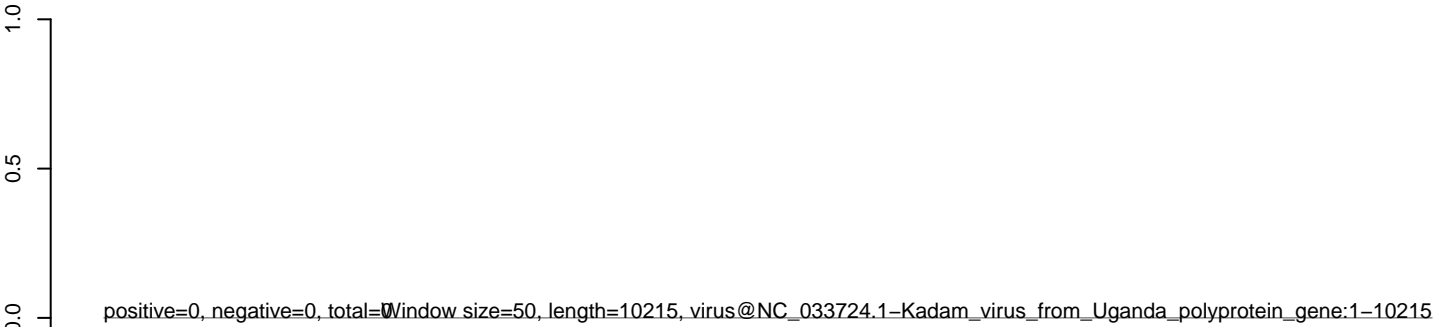 1.0
0.5
0.0
positive=0, negative=0, total=0
Window size=50, length=10215, virus@NC_033724.1–Kadam_virus_from_Uganda_polyprotein_gene:1–10215